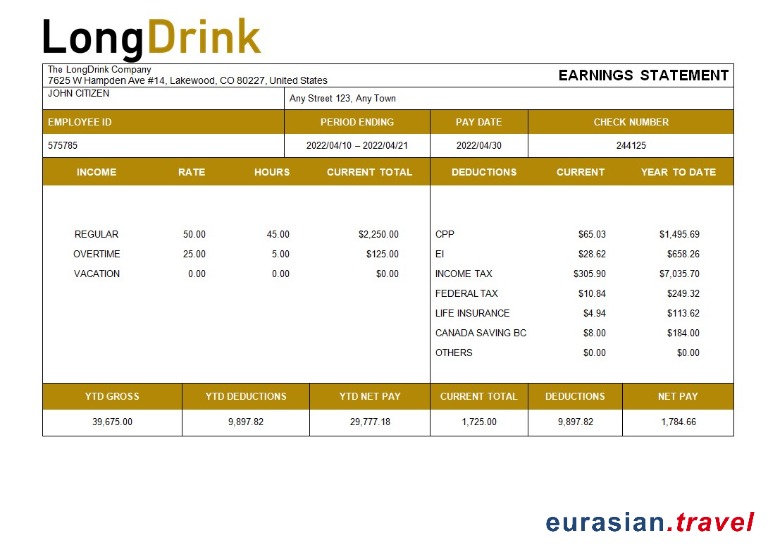 LongDrink
The LongDrink Company
7625 W Hampden Ave #14, Lakewood, CO 80227, United States
EARNINGS STATEMENT
JOHN CITIZEN
Any Street 123, Any Town
EMPLOYEE ID PERIOD ENDING PAY DATE CHECK NUMBER
575785 2022/04/10 – 2022/04/21 2022/04/30 244125
INCOME RATE HOURS CURRENT TOTAL DEDUCTIONS CURRENT YEAR TO DATE
REGULAR 50.00 45.00 $2,250.00 CPP $65.03 $1,495.69
OVERTIME 25.00 5.00 $125.00 EI $28.62 $658.26
VACATION 0.00 0.00 $0.00 INCOME TAX $305.90 $7,035.70
FEDERAL TAX $10.84 $249.32
LIFE INSURANCE $4.94 $113.62
CANADA SAVING BC $8.00 $184.00
OTHERS $0.00 $0.00
YTD GROSS YTD DEDUCTIONS YTD NET PAY CURRENT TOTAL DEDUCTIONS NET PAY
39,675.00 9,897.82 29,777.18 1,725.00 9,897.82 1,784.66
eurasian.travel